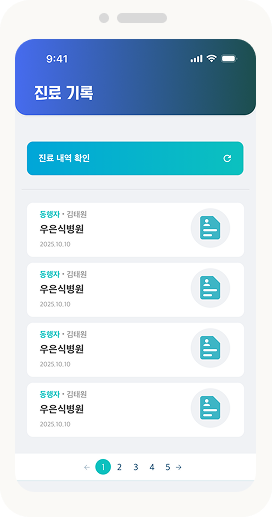 9:41
진료 기록
진료 내역 확인
동행자 • 김태원
우은식병원
2025.10.10
동행자 • 김태원
우은식병원
2025.10.10
동행자 • 김태원
우은식병원
2025.10.10
동행자 • 김태원
우은식병원
2025.10.10
← 1 2 3 4 5 →